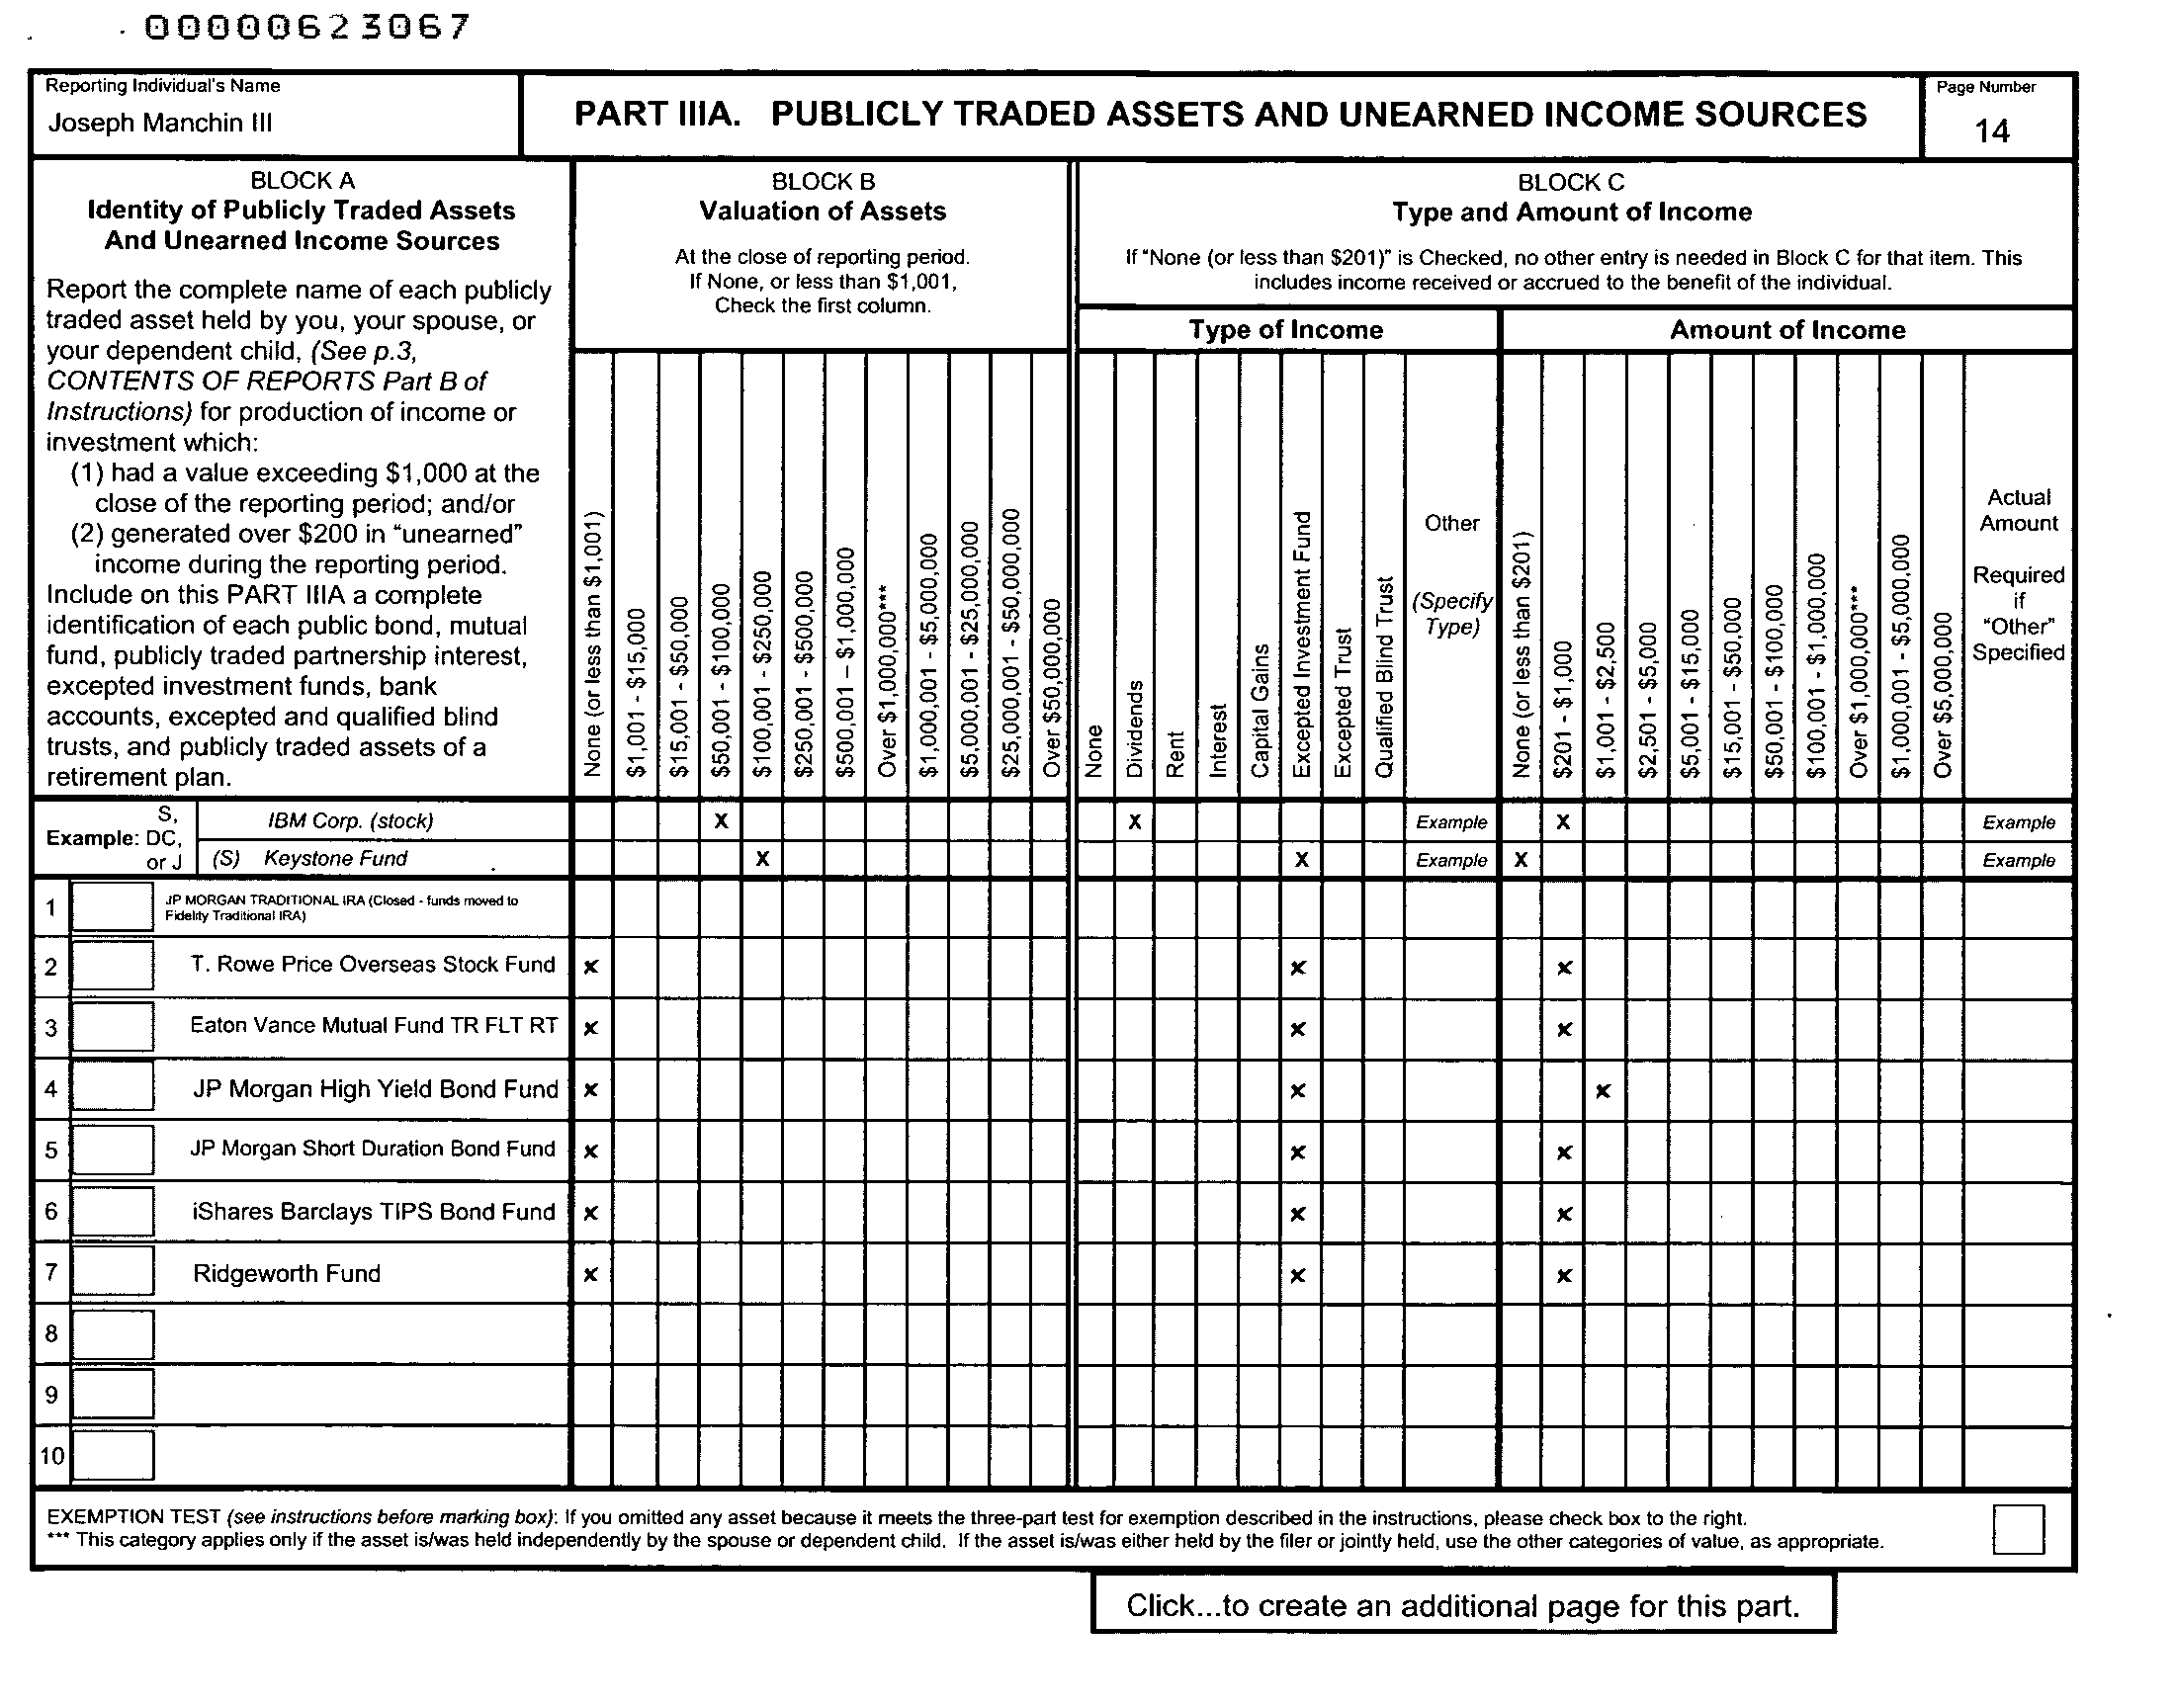 00000623067
Reporting Individual's Name
Joseph Manchin III
PART IIIA. PUBLICLY TRADED ASSETS AND UNEARNED INCOME SOURCES
Page Number
14
BLOCK A
Identity of Publicly Traded Assets
And Unearned Income Sources
Report the complete name of each publicly
traded asset held by you, your spouse, or
your dependent child, (See p.3,
CONTENTS OF REPORTS Part B of
Instructions) for production of income or
investment which:
(1) had a value exceeding $1,000 at the
close of the reporting period; and/or
(2) generated over $200 in “unearned”
income during the reporting period.
Include on this PART IIIA a complete
identification of each public bond, mutual
fund, publicly traded partnership interest,
excepted investment funds, bank
accounts, excepted and qualified blind
trusts, and publicly traded assets of a
retirement plan.
BLOCK B
Valuation of Assets
At the close of reporting period.
If None, or less than $1,001,
Check the first column.
None (or less than $1,001)
$1,001 - $15,000
$15,001 - $50,000
$50,001 - $100,000
$100,001 - $250,000
$250,001 - $500,000
$500,001 – $1,000,000
Over $1,000,000***
$1,000,001 - $5,000,000
$5,000,001 - $25,000,000
$25,000,001 - $50,000,000
Over $50,000,000
BLOCK C
Type and Amount of Income
If “None (or less than $201)” is Checked, no other entry is needed in Block C for that item. This
includes income received or accrued to the benefit of the individual.
Type of Income
None
Dividends
Rent
Interest
Capital Gains
Excepted Investment Fund
Excepted Trust
Qualified Blind Trust
Other
(Specify
Type)
Amount of Income
None (or less than $201)
$201 - $1,000
$1,001 - $2,500
$2,501 - $5,000
$5,001 - $15,000
$15,001 - $50,000
$50,001 - $100,000
$100,001 - $1,000,000
Over $1,000,000***
$1,000,001 - $5,000,000
Over $5,000,000
Actual
Amount
Required
if
“Other”
Specified
S,
Example: DC,
or J
IBM Corp. (stock) X X Example X Example
(S) Keystone Fund X X Example X Example
1 JP MORGAN TRADITIONAL IRA (Closed - funds moved to
Fidelity Traditional IRA)
2 T. Rowe Price Overseas Stock Fund x x x
3 Eaton Vance Mutual Fund TR FLT RT x x x
4 JP Morgan High Yield Bond Fund x x x
5 JP Morgan Short Duration Bond Fund x x x
6 iShares Barclays TIPS Bond Fund x x x
7 Ridgeworth Fund x x x
8
9
10
EXEMPTION TEST (see instructions before marking box): If you omitted any asset because it meets the three-part test for exemption described in the instructions, please check box to the right.
*** This category applies only if the asset is/was held independently by the spouse or dependent child. If the asset is/was either held by the filer or jointly held, use the other categories of value, as appropriate.
Click...to create an additional page for this part.